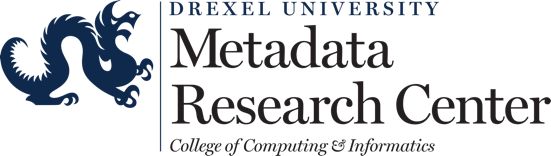 DREXEL UNIVERSITY
Metadata
Research Center
College of Computing & Informatics